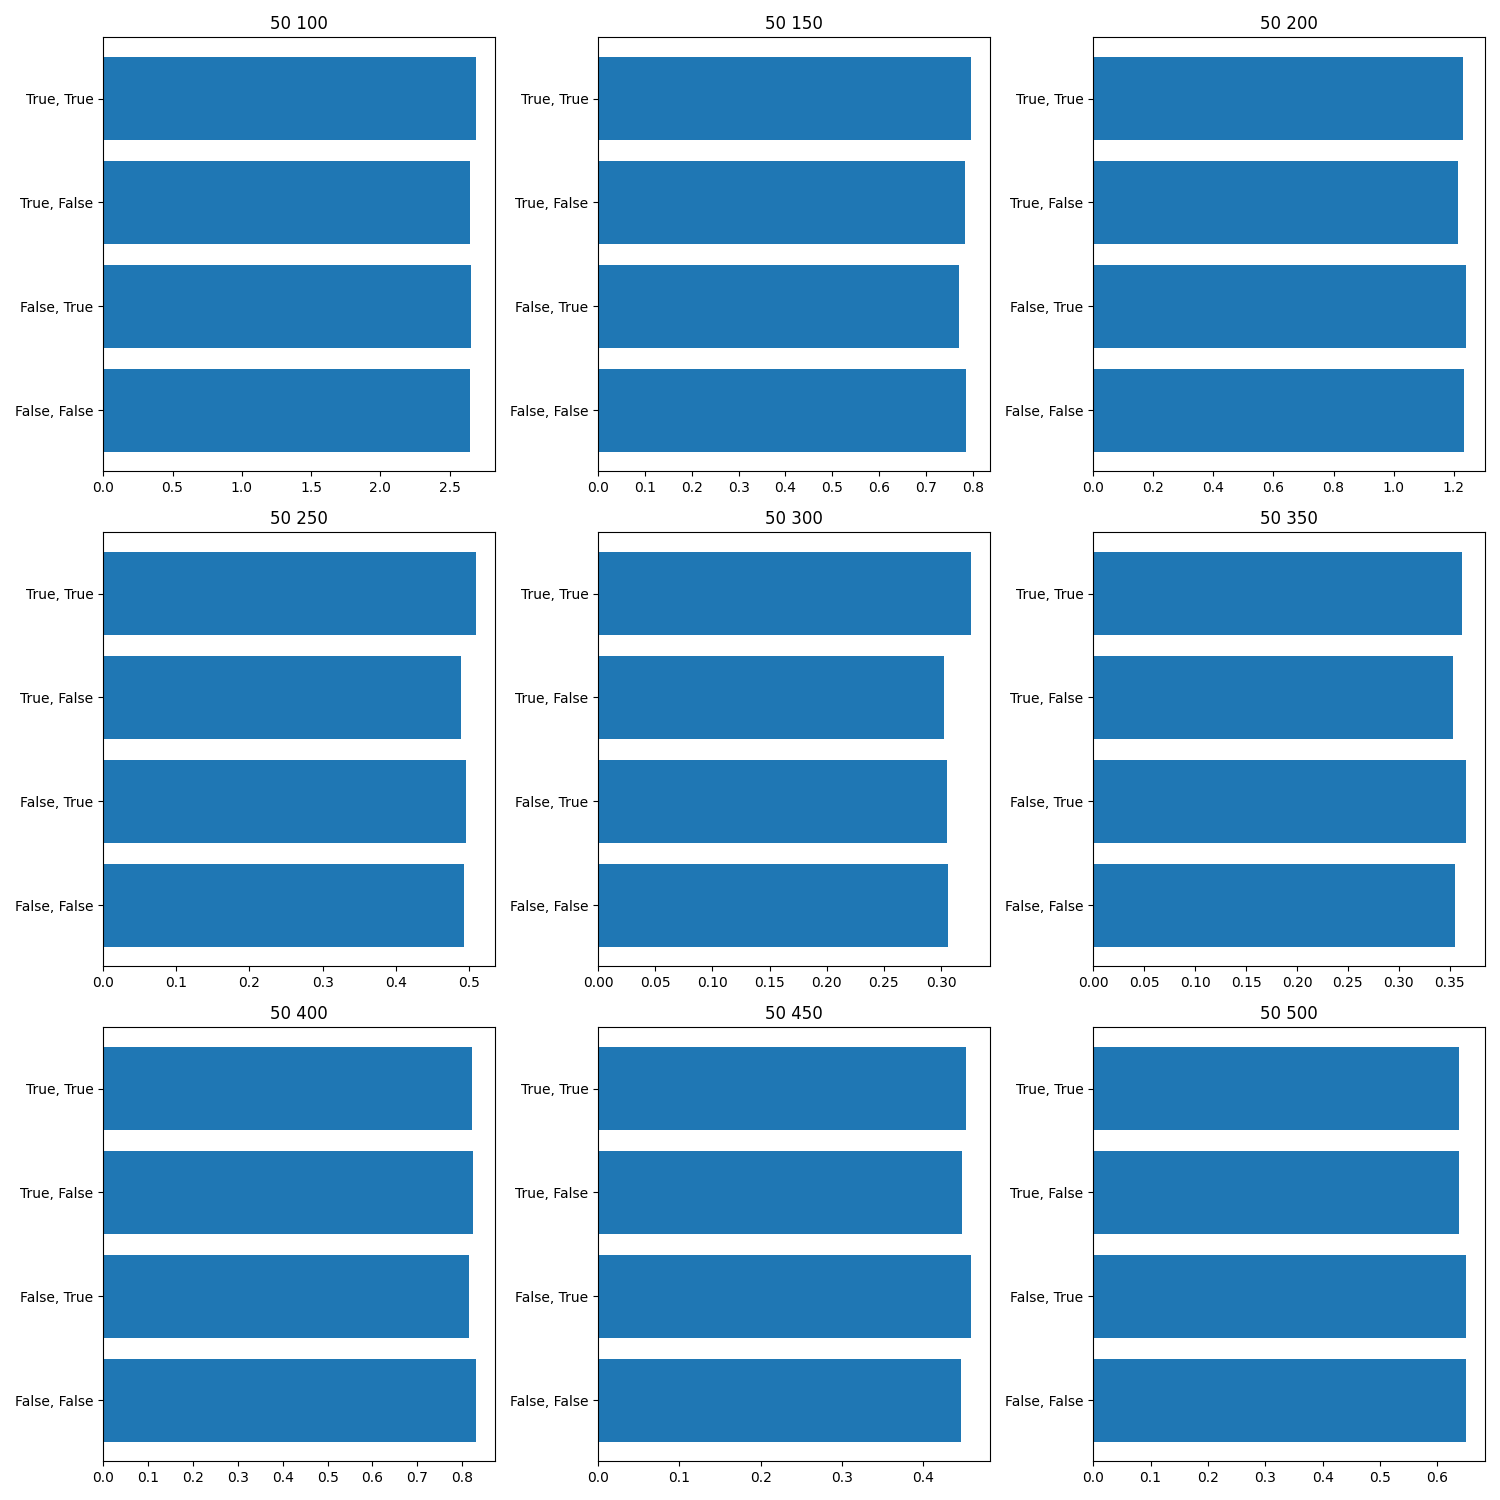 50 100
True, True
True, False
False, True
False, False
0.0 0.5 1.0 1.5 2.0 2.5
50 150
True, True
True, False
False, True
False, False
0.0 0.1 0.2 0.3 0.4 0.5 0.6 0.7 0.8
50 200
True, True
True, False
False, True
False, False
0.0 0.2 0.4 0.6 0.8 1.0 1.2
50 250
True, True
True, False
False, True
False, False
0.0 0.1 0.2 0.3 0.4 0.5
50 300
True, True
True, False
False, True
False, False
0.00 0.05 0.10 0.15 0.20 0.25 0.30
50 350
True, True
True, False
False, True
False, False
0.00 0.05 0.10 0.15 0.20 0.25 0.30 0.35
50 400
True, True
True, False
False, True
False, False
0.0 0.1 0.2 0.3 0.4 0.5 0.6 0.7 0.8
50 450
True, True
True, False
False, True
False, False
0.0 0.1 0.2 0.3 0.4
50 500
True, True
True, False
False, True
False, False
0.0 0.1 0.2 0.3 0.4 0.5 0.6